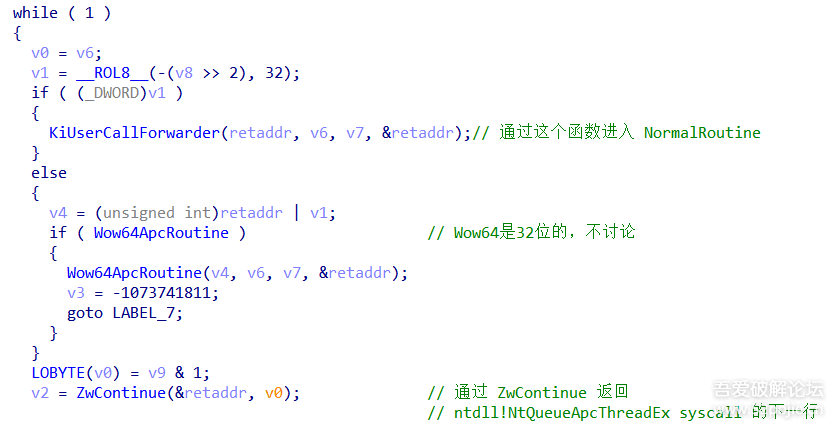 while ( 1 )
{
v0 = v6;
v1 = __ROL8__(-(v8 >> 2), 32);
if ( (_DWORD)v1 )
{
KiUserCallForwarder(retaddr, v6, v7, &retaddr);// 通过这个函数进入 NormalRoutine
}
else
{
v4 = (unsigned int)retaddr | v1;
if ( Wow64ApcRoutine ) // Wow64是32位的，不讨论
{
Wow64ApcRoutine(v4, v6, v7, &retaddr);
v3 = -1073741811;
goto LABEL_7;
}
}
LOBYTE(v0) = v9 & 1;
v2 = ZwContinue(&retaddr, v0); // 通过 ZwContinue 返回
// ntdll!NtQueueApcThreadEx syscall 的下一行
吾爱破解论坛